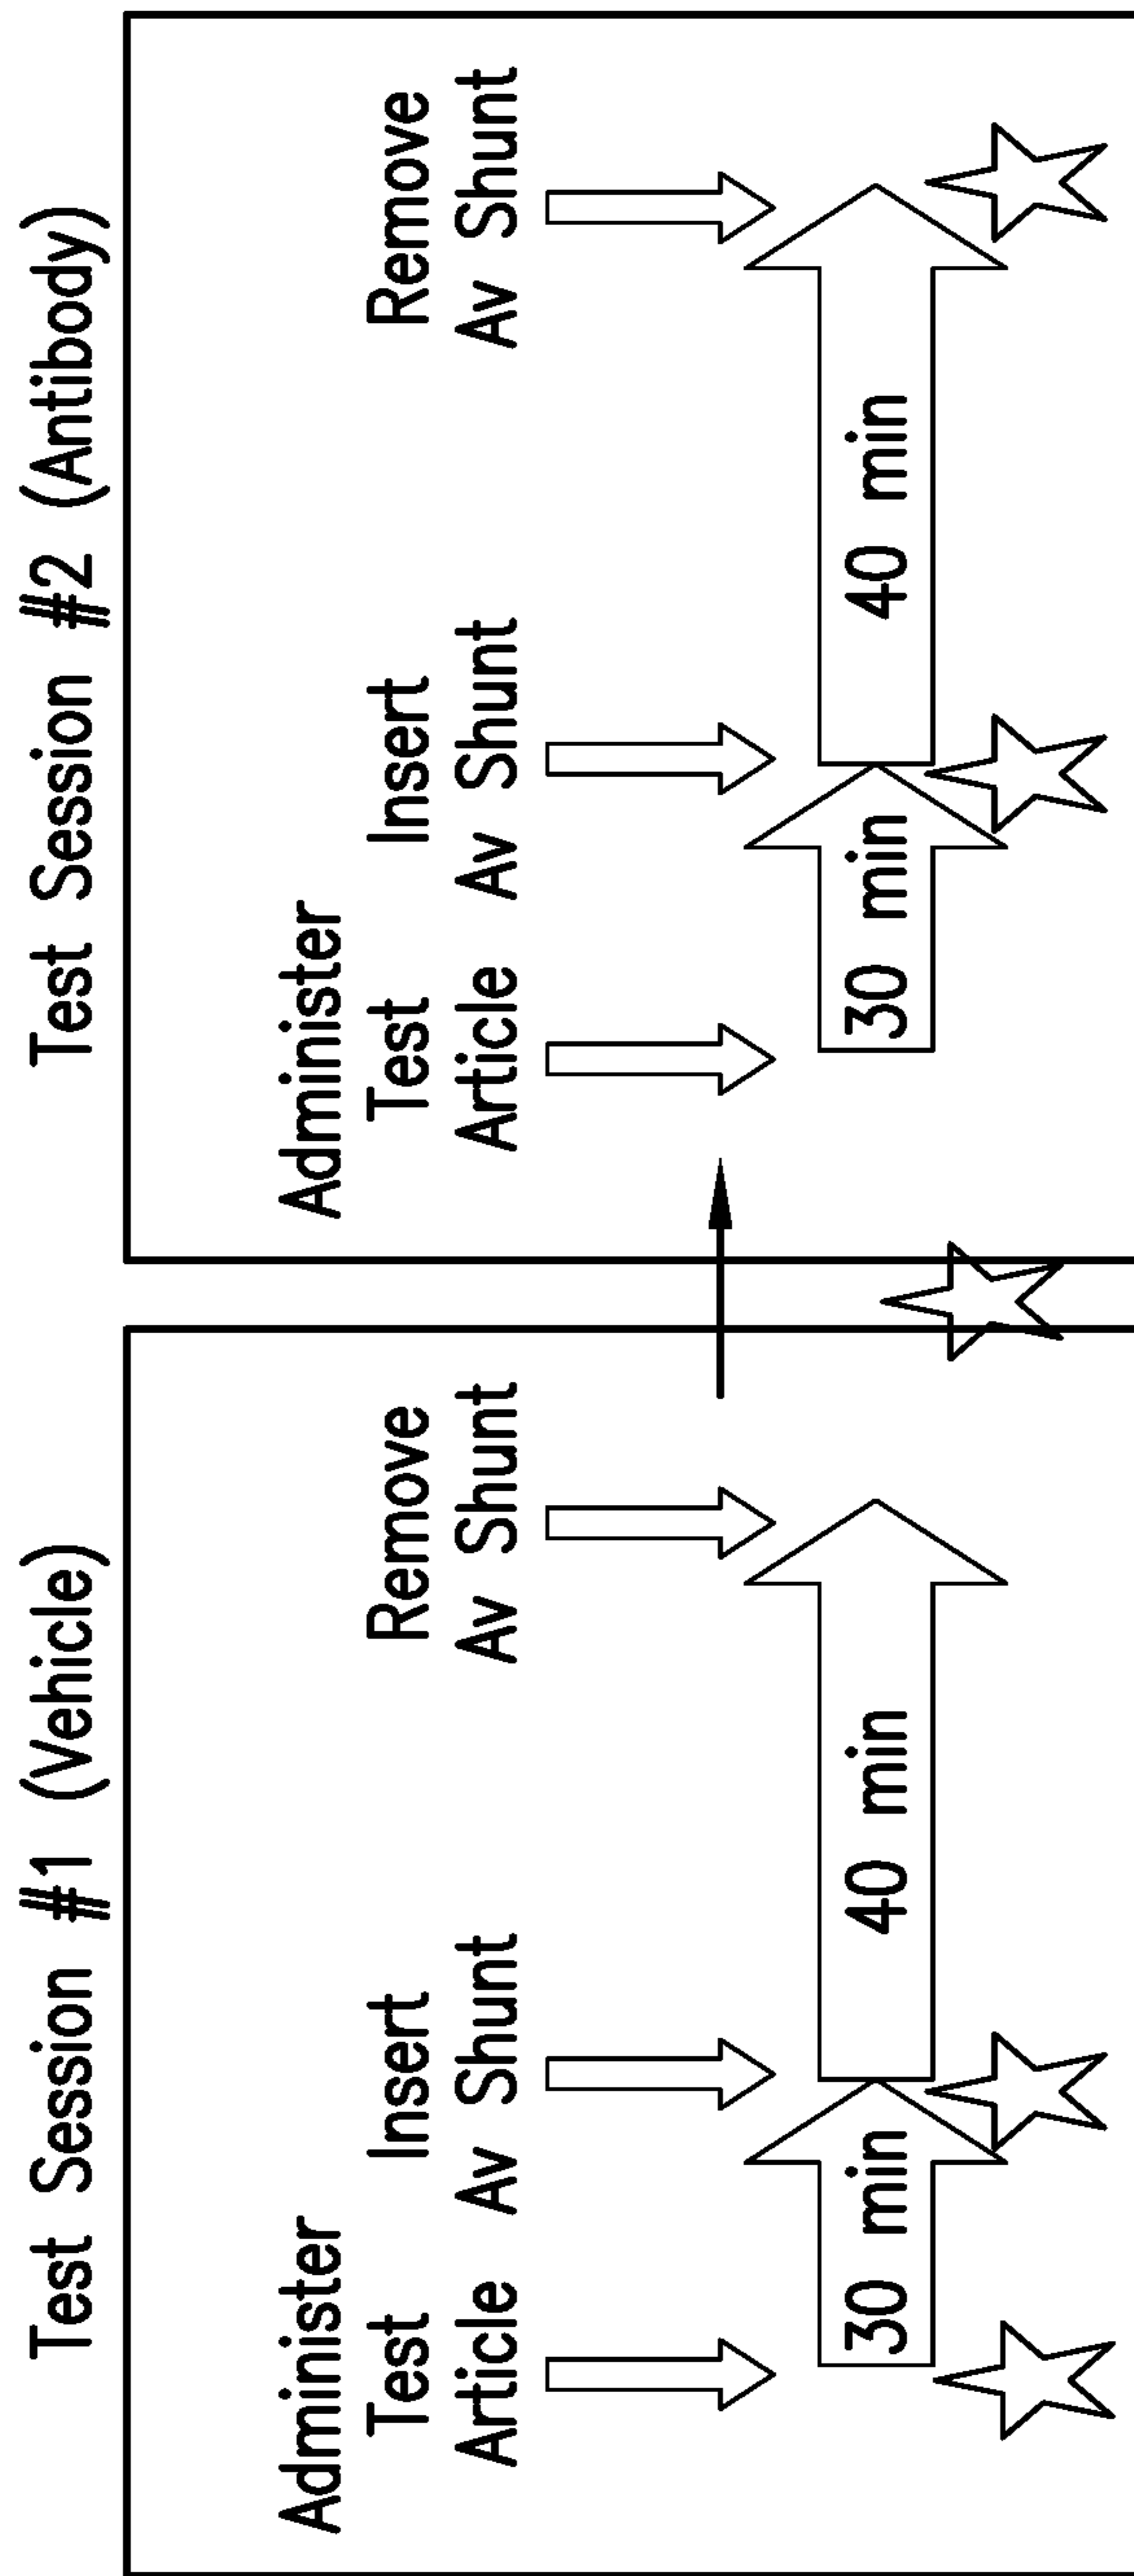 Test Session #1 (Vehicle)
Administer
Test
Article
Insert
Av Shunt
Remove
Av Shunt
30 min
40 min
Test Session #2 (Antibody)
Administer
Test
Article
Insert
Av Shunt
Remove
Av Shunt
30 min
40 min